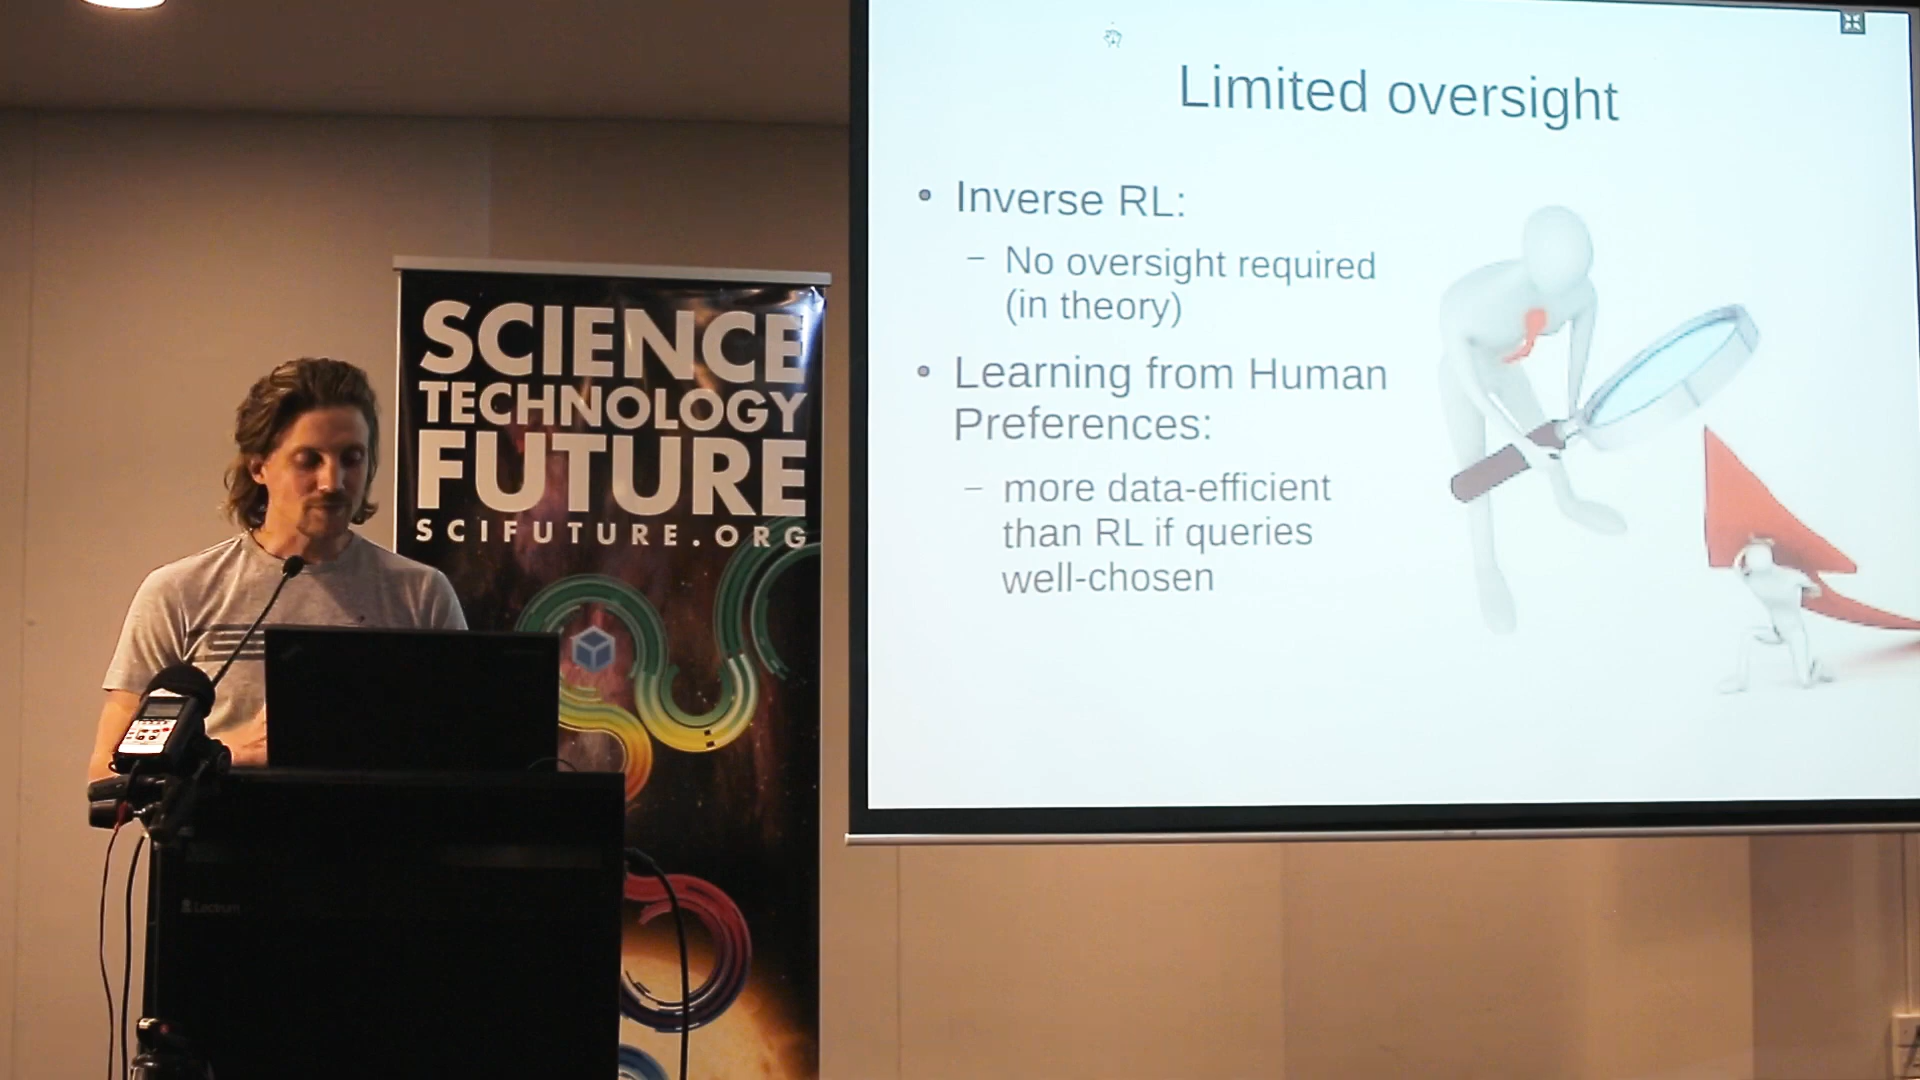 SCIENCE
TECHNOLOGY
FUTURE
SCIFUTURE.ORG
Limited oversight
• Inverse RL:
– No oversight required
(in theory)
• Learning from Human
Preferences:
– more data-efficient
than RL if queries
well-chosen
Lectrum